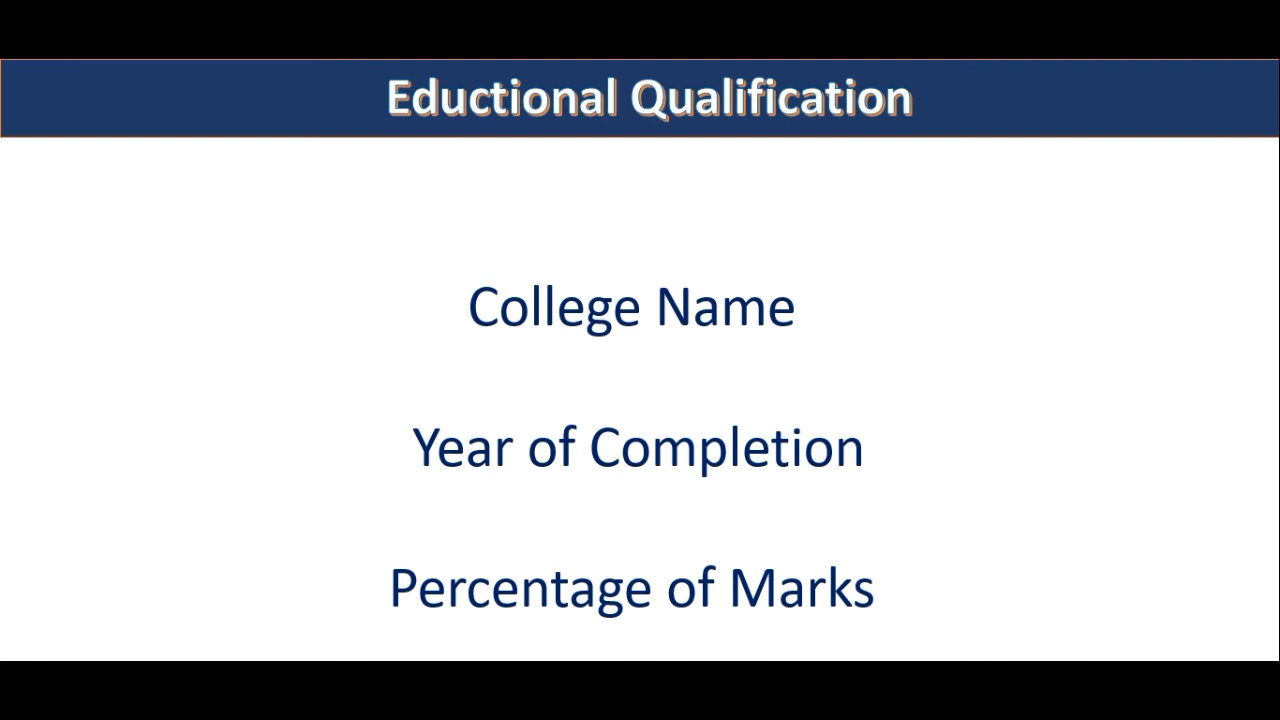 Eductional Qualification
College Name
Year of Completion
Percentage of Marks